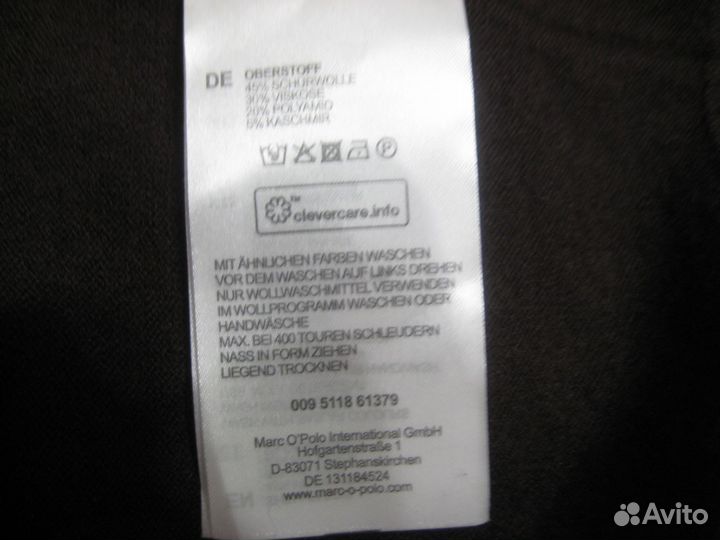 DE OBERSTOFF
45% SCHURWOLLE
30% VISKOSE
20% POLYAMID
5% KASCHMIR
P
™
clevercare.info
MIT ÄHNLICHEN FARBEN WASCHEN
VOR DEM WASCHEN AUF LINKS DREHEN
NUR WOLLWASCHMITTEL VERWENDEN
IM WOLLPROGRAMM WASCHEN ODER
HANDWÄSCHE
MAX. BEI 400 TOUREN SCHLEUDERN
NASS IN FORM ZIEHEN
LIEGEND TROCKNEN
009 5118 61379
Marc O'Polo International GmbH
Hofgartenstraße 1
D-83071 Stephanskirchen
DE 131184524
www.marc-o-polo.com
Avito